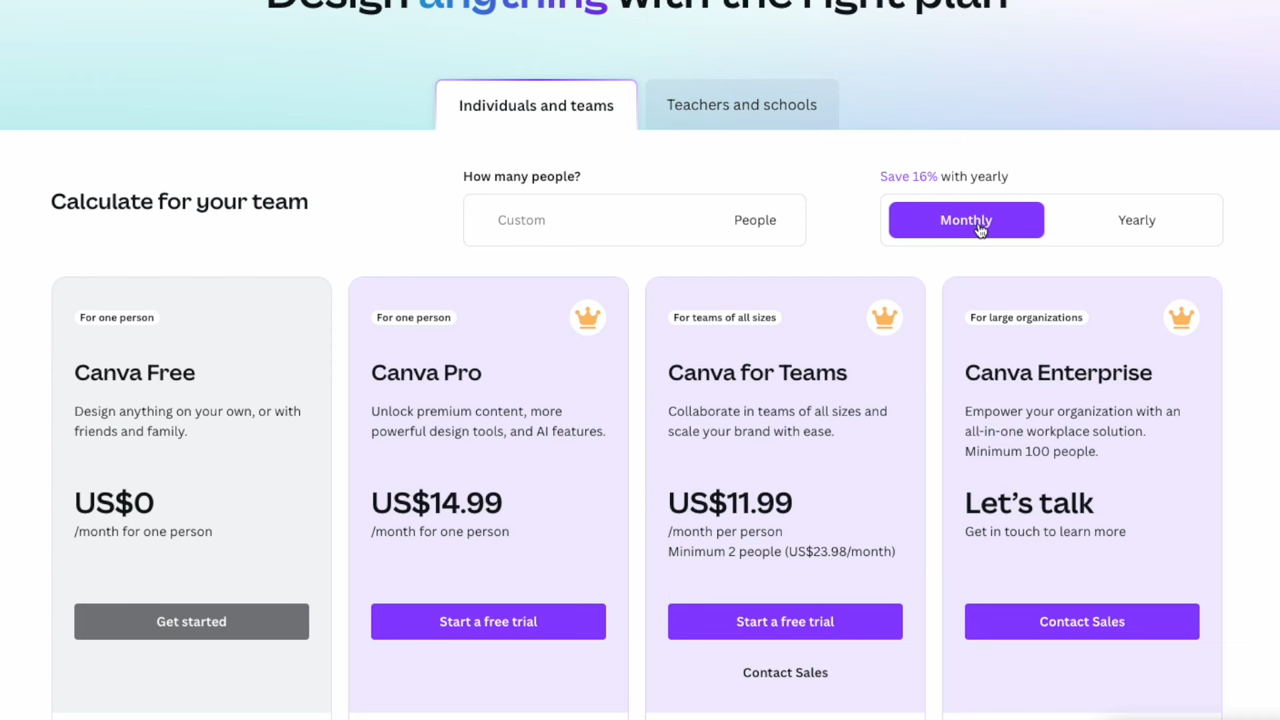 Design anything with the right plan
Individuals and teams
Teachers and schools
Calculate for your team
How many people?
Custom
People
Save 16% with yearly
Monthly
Yearly
For one person
Canva Free
Design anything on your own, or with
friends and family.
US$0
/month for one person
Get started
For one person
Canva Pro
Unlock premium content, more
powerful design tools, and AI features.
US$14.99
/month for one person
Start a free trial
For teams of all sizes
Canva for Teams
Collaborate in teams of all sizes and
scale your brand with ease.
US$11.99
/month per person
Minimum 2 people (US$23.98/month)
Start a free trial
Contact Sales
For large organizations
Canva Enterprise
Empower your organization with an
all-in-one workplace solution.
Minimum 100 people.
Let's talk
Get in touch to learn more
Contact Sales